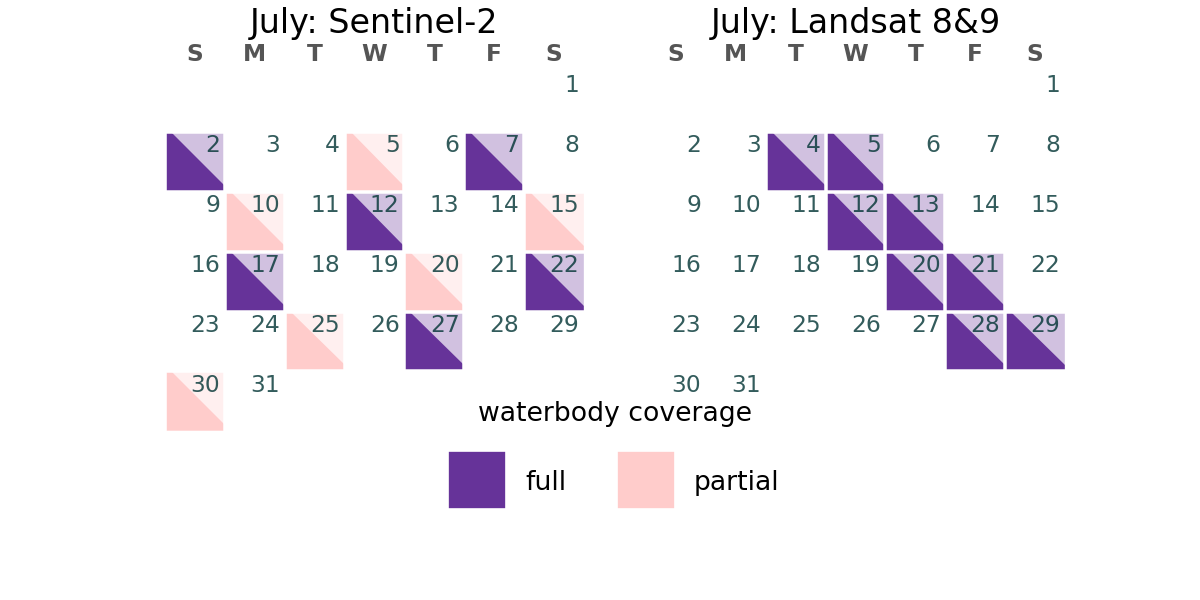 July: Sentinel-2
S M T W T F S
1
2 3 4 5 6 7 8
9 10 11 12 13 14 15
16 17 18 19 20 21 22
23 24 25 26 27 28 29
30 31
July: Landsat 8&9
S M T W T F S
1
2 3 4 5 6 7 8
9 10 11 12 13 14 15
16 17 18 19 20 21 22
23 24 25 26 27 28 29
30 31
waterbody coverage
full partial